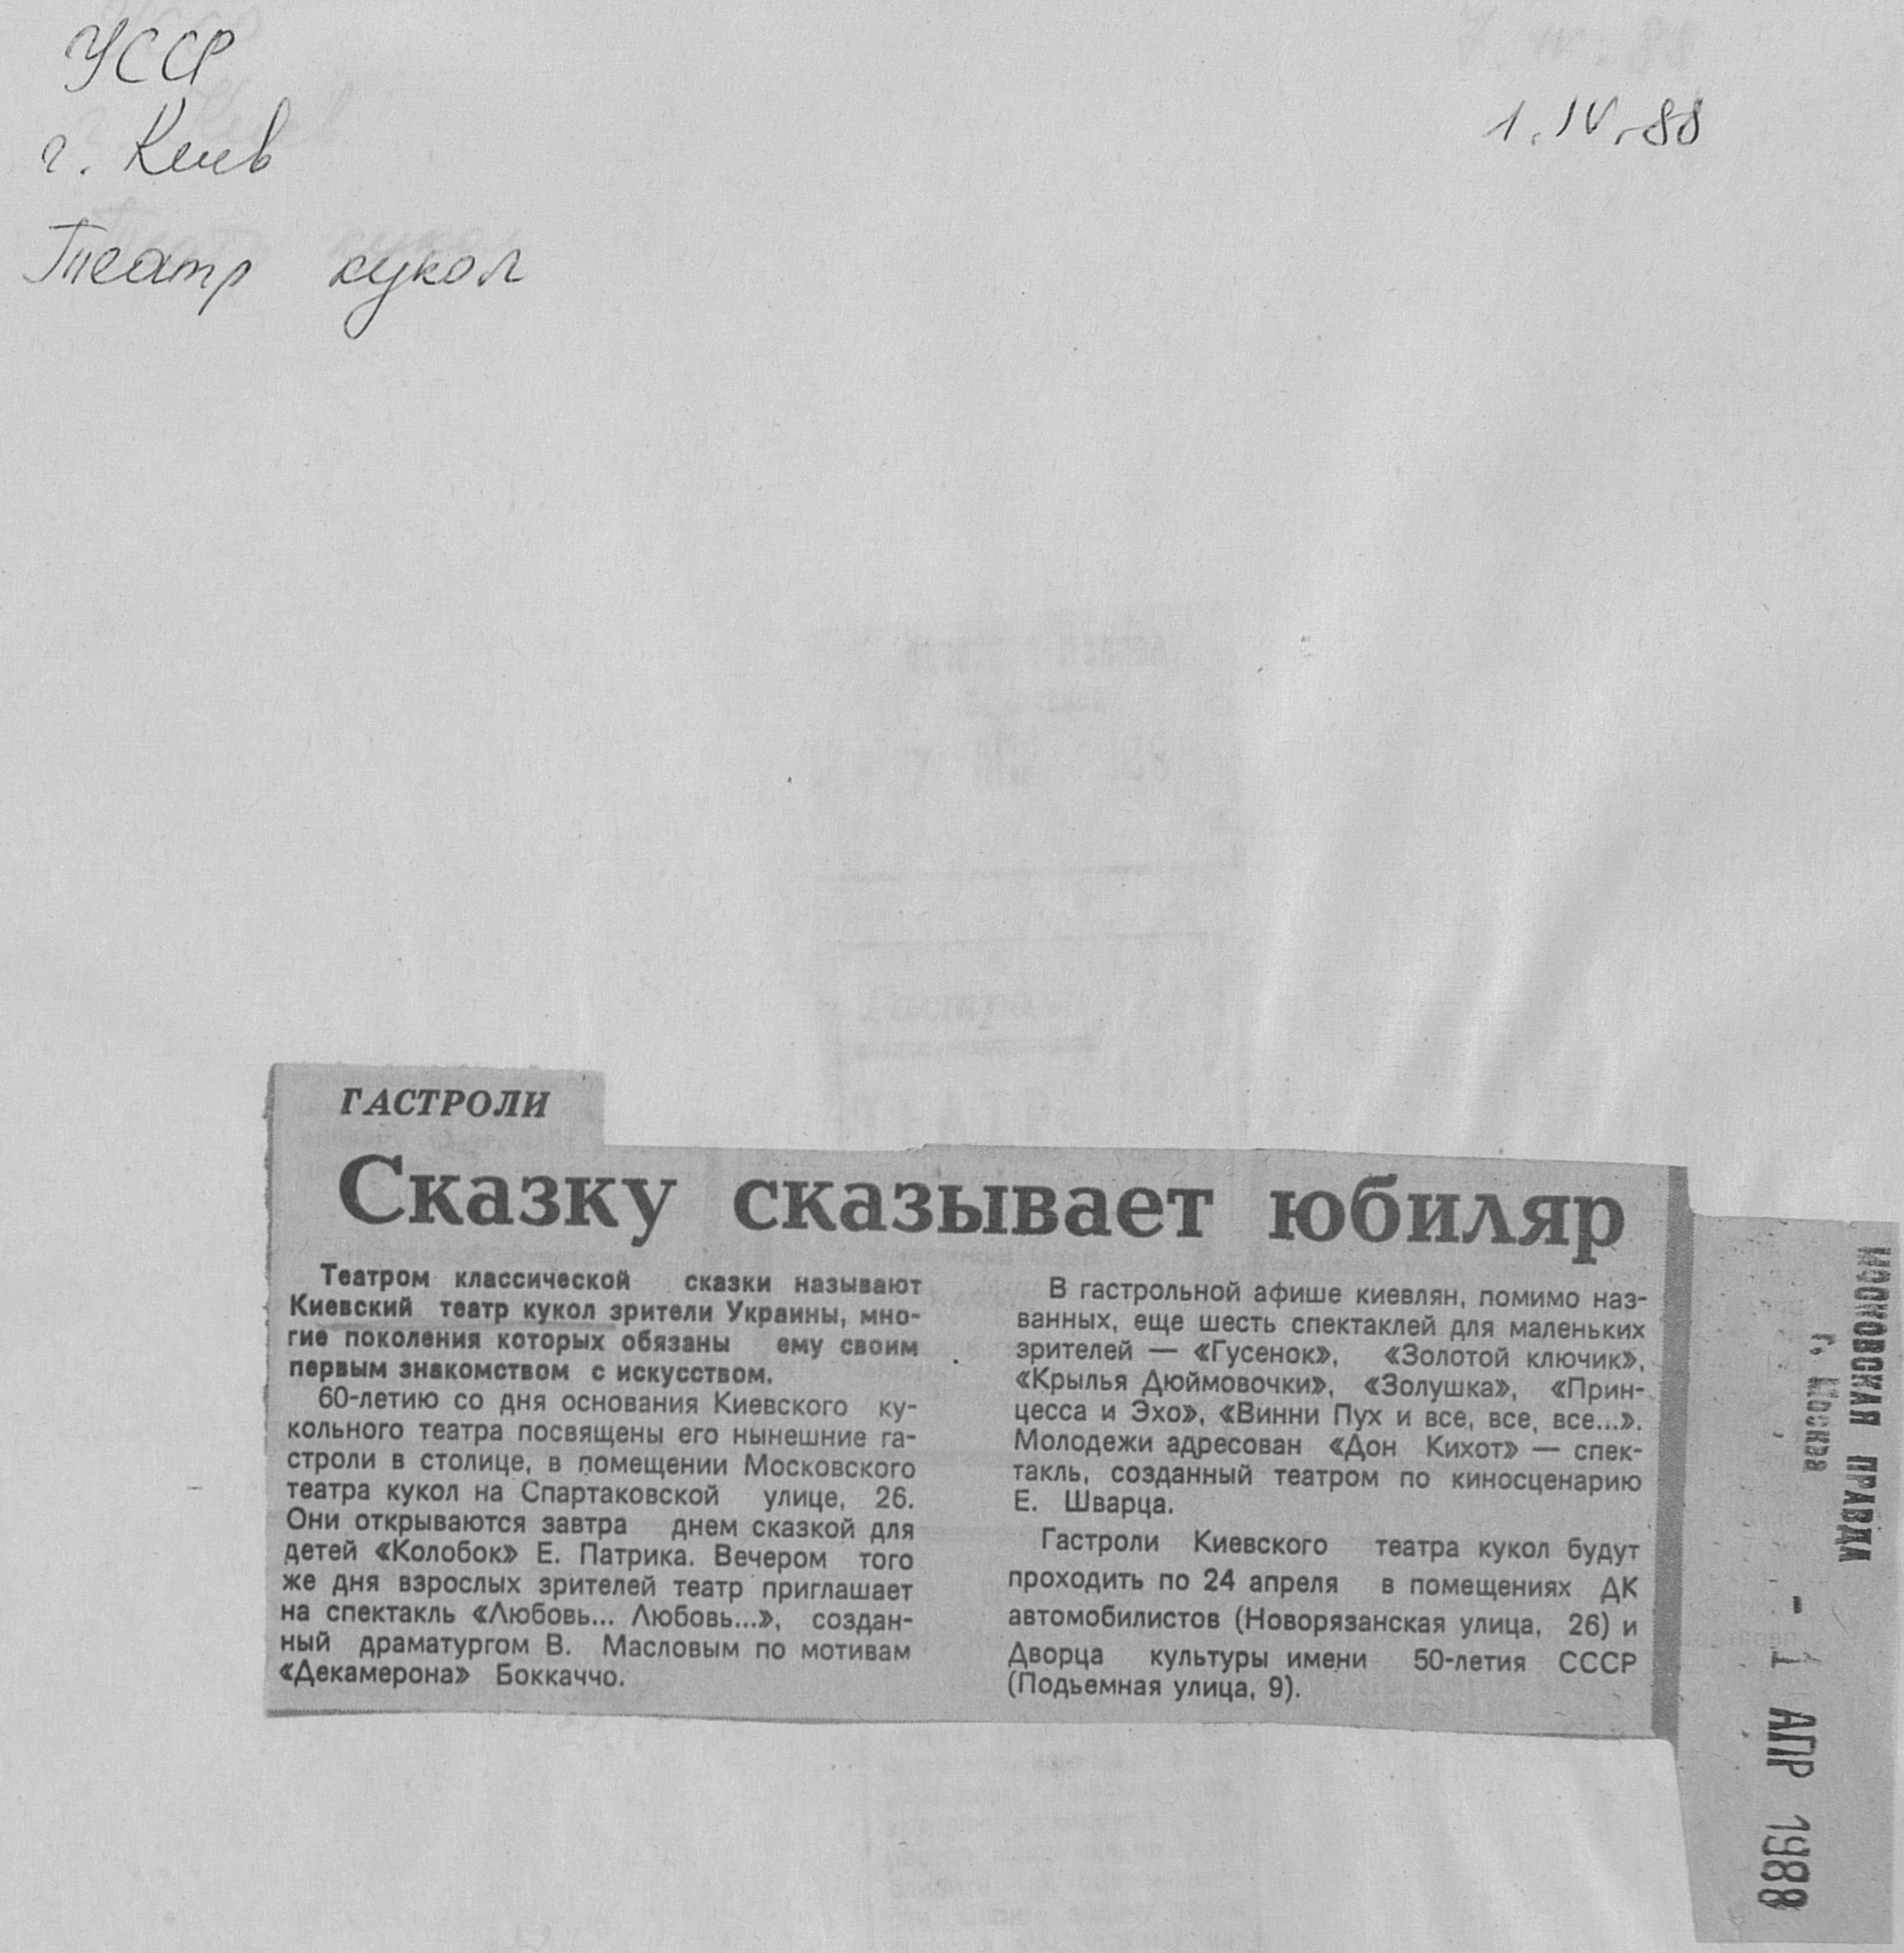 УССР
г. Киев
Театр кукол
1.IV.88
ГАСТРОЛИ
Сказку сказывает юбиляр
Театром классической сказки называют
Киевский театр кукол зрители Украины, мно-
гие поколения которых обязаны ему своим
первым знакомством с искусством.
60-летию со дня основания Киевского ку-
кольного театра посвящены его нынешние га-
строли в столице, в помещении Московского
театра кукол на Спартаковской улице, 26.
Они открываются завтра днем сказкой для
детей «Колобок» Е. Патрика. Вечером того
же дня взрослых зрителей театр приглашает
на спектакль «Любовь... Любовь...», создан-
ный драматургом В. Масловым по мотивам
«Декамерона» Боккаччо.
В гастрольной афише киевлян, помимо наз-
ванных, еще шесть спектаклей для маленьких
зрителей — «Гусенок», «Золотой ключик»,
«Крылья Дюймовочки», «Золушка», «Прин-
цесса и Эхо», «Винни Пух и все, все, все...».
Молодежи адресован «Дон Кихот» — спек-
такль, созданный театром по киносценарию
Е. Шварца.
Гастроли Киевского театра кукол будут
проходить по 24 апреля в помещениях ДК
автомобилистов (Новорязанская улица, 26) и
Дворца культуры имени 50-летия СССР
(Подъемная улица, 9).
МОСКОВСКАЯ ПРАВДА
г. Москва
- 1 АПР 1988